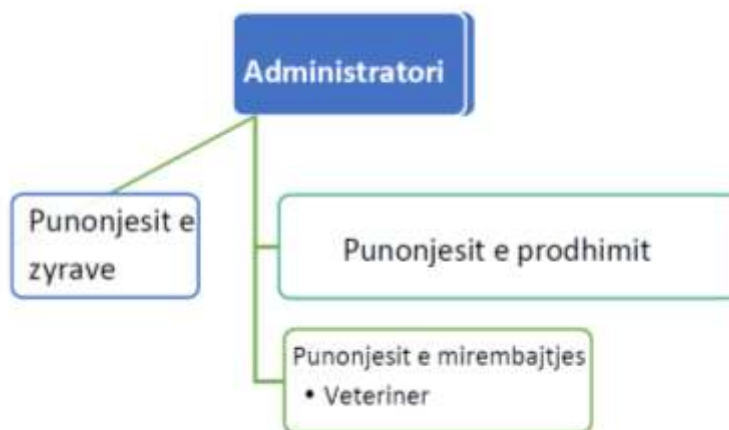 Administratori
Punonjesit e
zyrave
Punonjesit e prodhimit
Punonjesit e mirembajtjes
• Veteriner